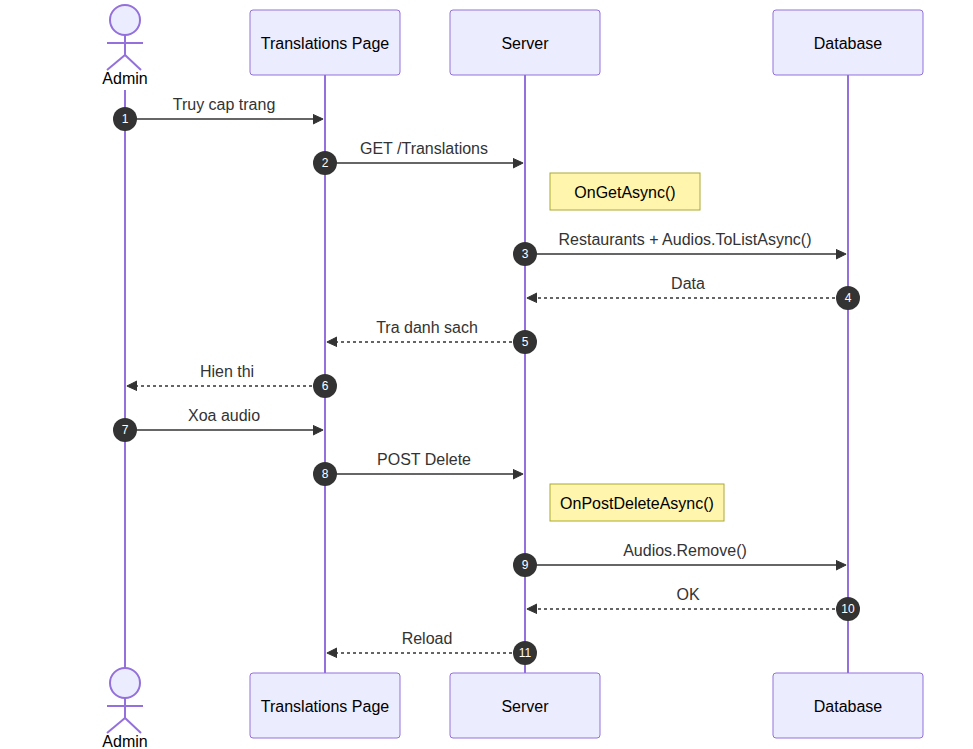 Admin
Translations Page
Server
Database
1
Truy cap trang
2
GET /Translations
OnGetAsync()
3
Restaurants + Audios.ToListAsync()
Data
4
Tra danh sach
5
Hien thi
6
7
Xoa audio
8
POST Delete
OnPostDeleteAsync()
9
Audios.Remove()
OK
10
Reload
11
Admin
Translations Page
Server
Database